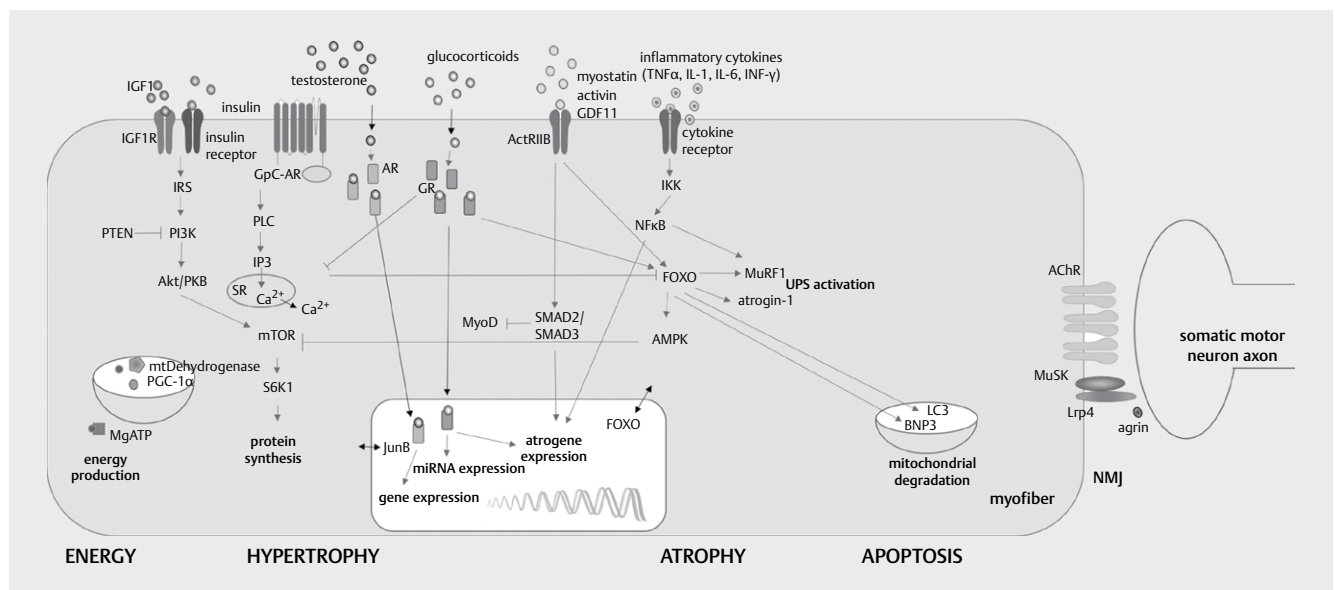 IGF1
testosterone
glucocorticoids
inflammatory cytokines
(TNFα, IL-1, IL-6, INF-γ)
myostatin
activin
GDF11
insulin
IGF1R
insulin
receptor
GpC-AR
AR
GR
ActRIIB
cytokine
receptor
IRS
PLC
IKK
PTEN
PI3K
NFκB
IP3
Akt/PKB
SR
Ca2+
Ca2+
FOXO
MuRF1
UPS activation
atrogin-1
AChR
mTOR
MyoD
SMAD2/
SMAD3
AMPK
somatic motor
neuron axon
mtDehydrogenase
PGC-1α
S6K1
MuSK
Lrp4
agrin
MgATP
energy
production
protein
synthesis
JunB
miRNA expression
gene expression
atrogene
expression
FOXO
LC3
BNP3
mitochondrial
degradation
myofiber
NMJ
ENERGY
HYPERTROPHY
ATROPHY
APOPTOSIS